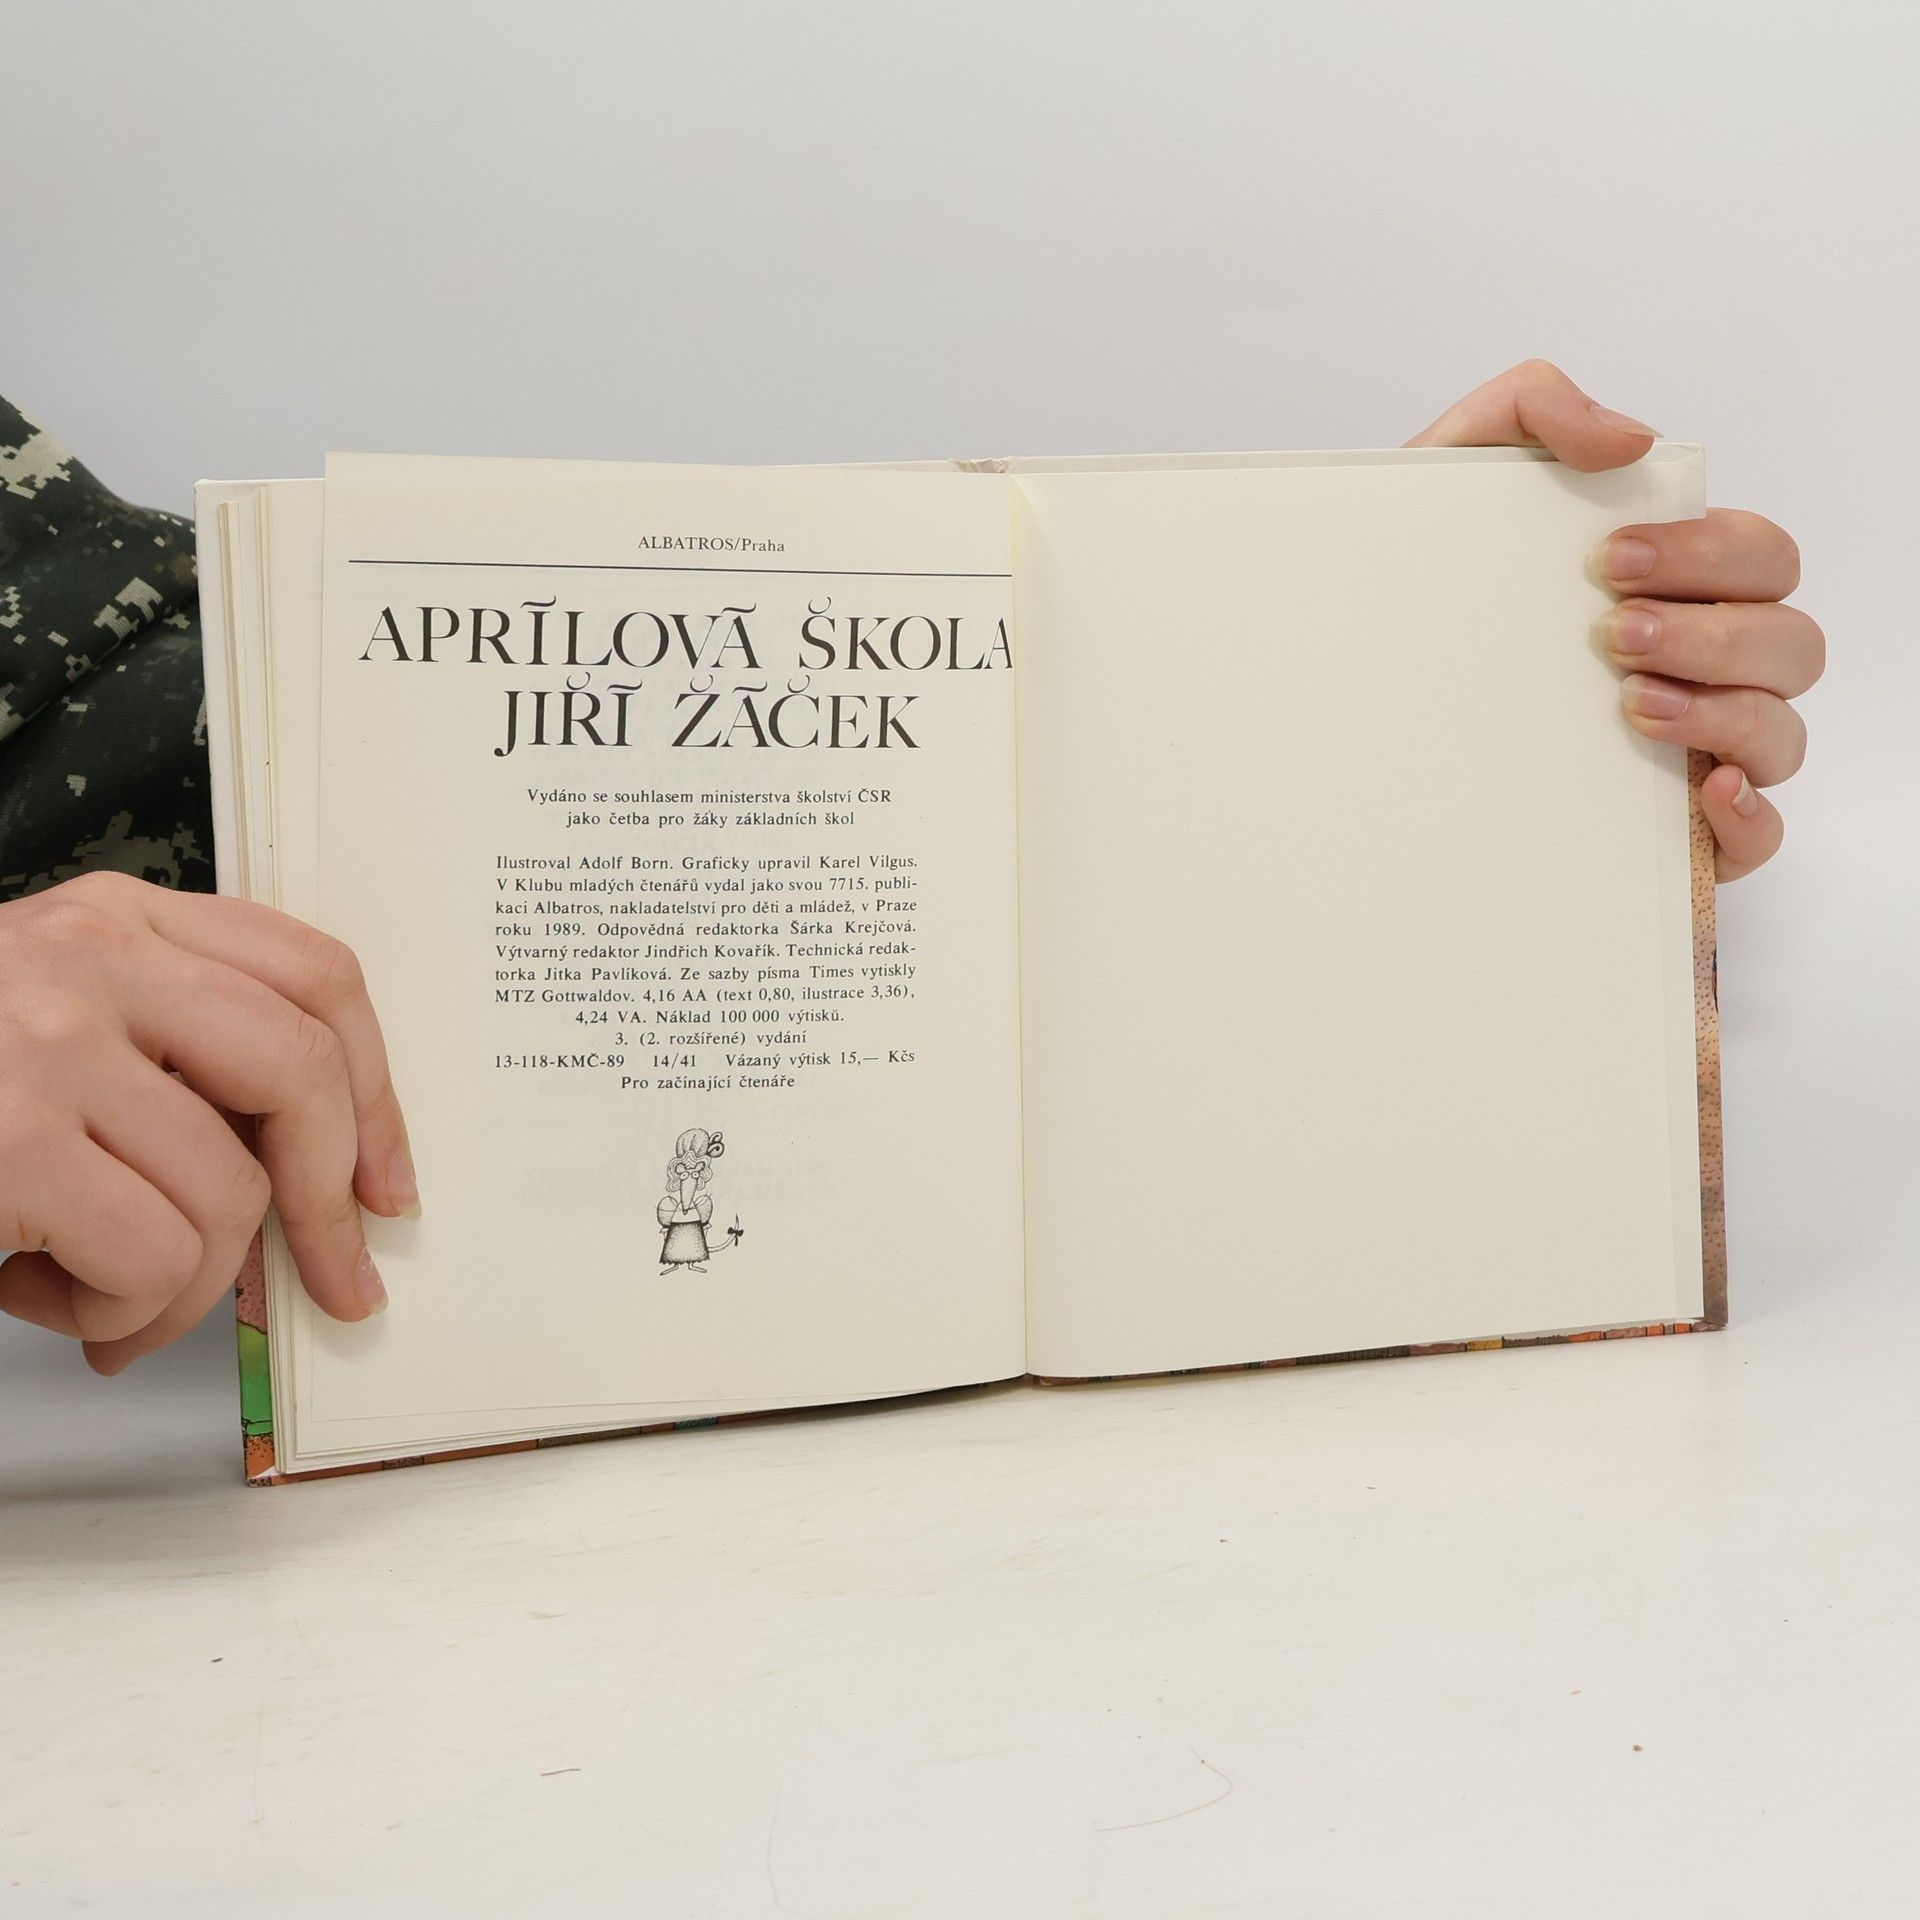 ALBATROS/Praha
APRÍLOVÁ ŠKOLA
JIŘÍ ŽÁČEK
Vydáno se souhlasem ministerstva školství ČSR
jako četba pro žáky základních škol
Ilustroval Adolf Born. Graficky upravil Karel Vilgus.
V Klubu mladých čtenářů vydal jako svou 7715. publi-
kaci Albatros, nakladatelství pro děti a mládež, v Praze
roku 1989. Odpovědná redaktorka Šárka Krejčová.
Výtvarný redaktor Jindřich Kovařík. Technická redak-
torka Jitka Pavlíková. Ze sazby písma Times vytiskly
MTZ Gottwaldov. 4,16 AA (text 0,80, ilustrace 3,36),
4,24 VA. Náklad 100 000 výtisků.
3. (2. rozšířené) vydání
13-118-KMČ-89 14/41 Vázaný výtisk 15,— Kčs
Pro začínající čtenáře